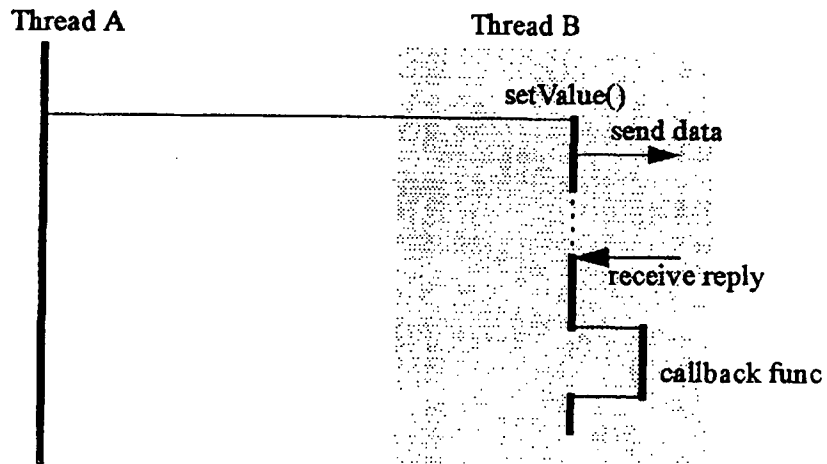 Thread A
Thread B
setValue()
send data
receive reply
callback func